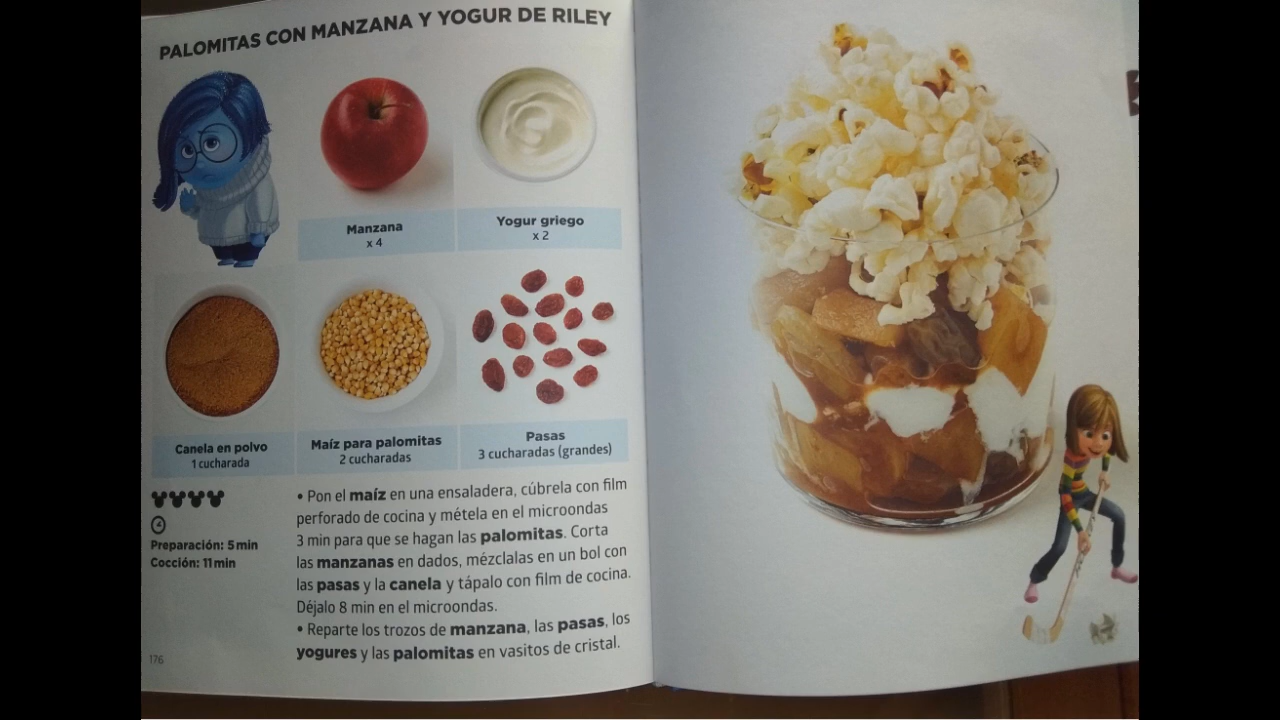 PALOMITAS CON MANZANA Y YOGUR DE RILEY
Manzana
x 4
Yogur griego
x 2
Canela en polvo
1 cucharada
Maíz para palomitas
2 cucharadas
Pasas
3 cucharadas (grandes)
Preparación: 5 min
Cocción: 11 min
• Pon el maíz en una ensaladera, cúbrela con film
perforado de cocina y métela en el microondas
3 min para que se hagan las palomitas. Corta
las manzanas en dados, mézclalas en un bol con
las pasas y la canela y tápalo con film de cocina.
Déjalo 8 min en el microondas.
• Reparte los trozos de manzana, las pasas, los
yogures y las palomitas en vasitos de cristal.
176